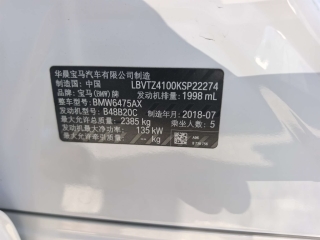 华晨宝马汽车有限公司制造
制造国：中国 LBVTZ4100KSP22274
品牌：宝马(BMW)牌 发动机排量：1998 mL
整车型号：BMW6475AX
发动机型号：B48B20C 制造年月：2018-07
最大允许总质量：2385 kg 乘坐人数：5
发动机最大净功率：135 kW
最大允许牵引质量：-- kg